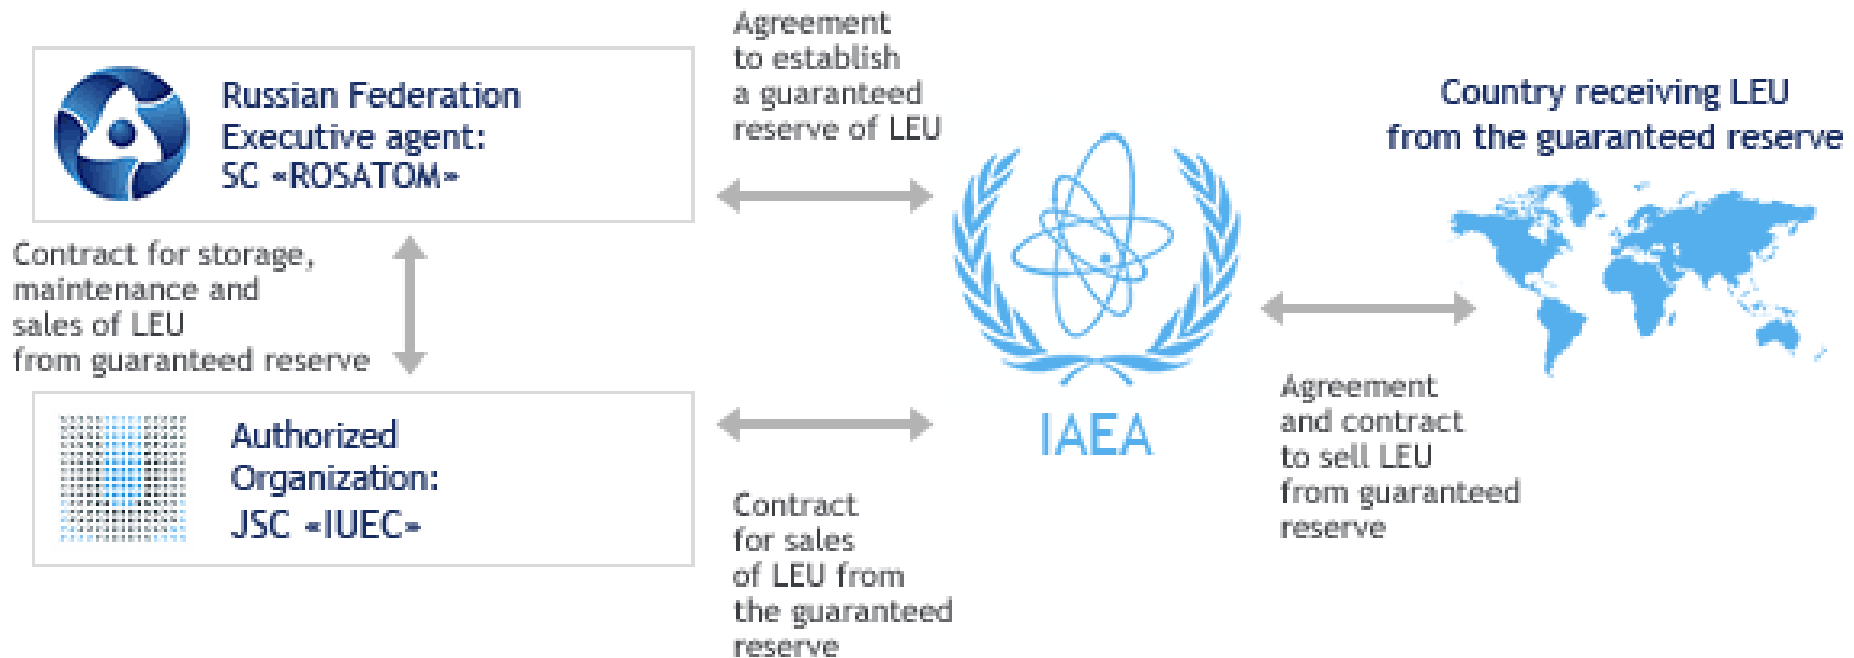 Agreement
to establish
a guaranteed
reserve of LEU
Russian Federation
Executive agent:
SC «ROSATOM»
Country receiving LEU
from the guaranteed reserve
Contract for storage,
maintenance and
sales of LEU
from guaranteed reserve
IAEA
Authorized
Organization:
JSC «IUEC»
Agreement
and contract
to sell LEU
from guaranteed
reserve
Contract
for sales
of LEU from
the guaranteed
reserve